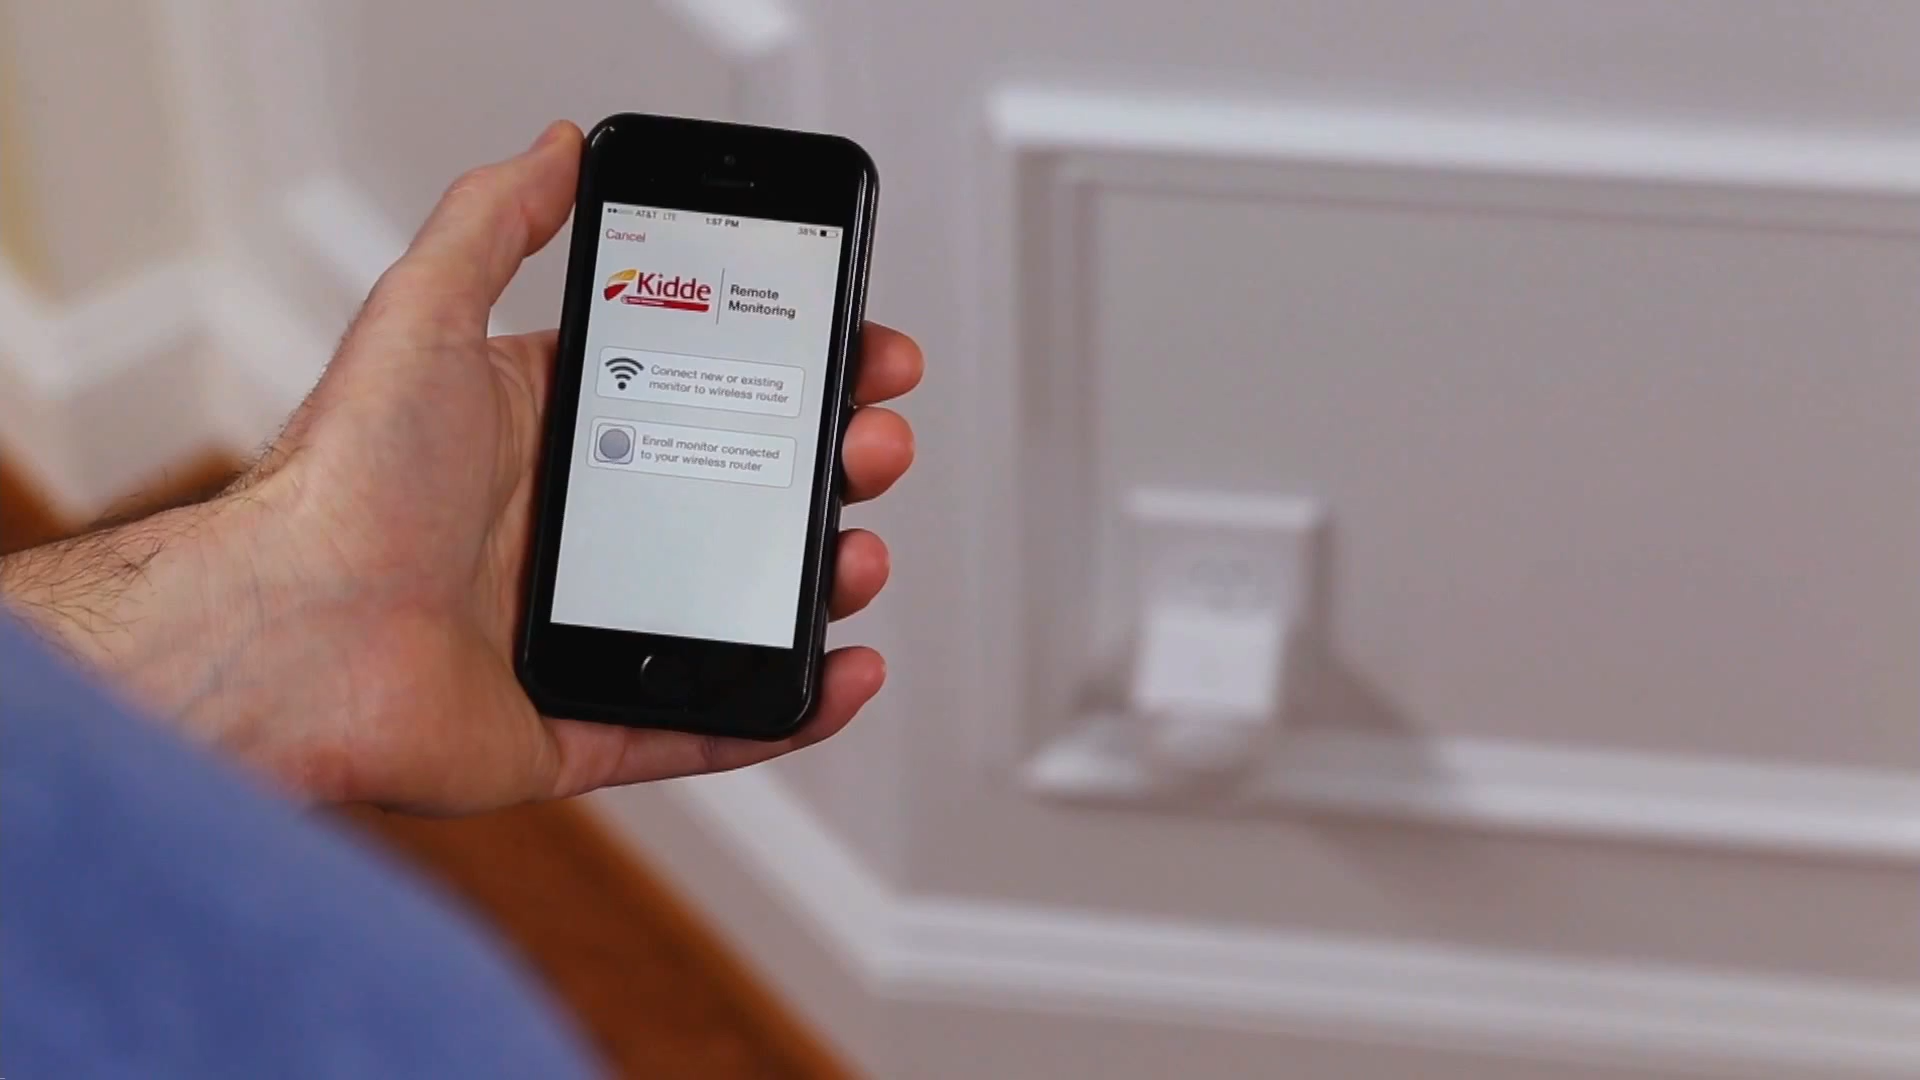 AT&T LTE 1:57 PM 38%
Cancel
Kidde
Remote
Monitoring
Connect new or existing
monitor to wireless router
Enroll monitor connected
to your wireless router